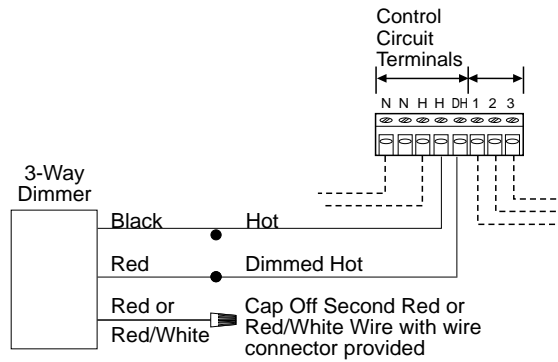 Control
Circuit
Terminals
N N H H DH 1 2 3
3-Way
Dimmer
Black Hot
Red Dimmed Hot
Red or
Red/White
Cap Off Second Red or
Red/White Wire with wire
connector provided